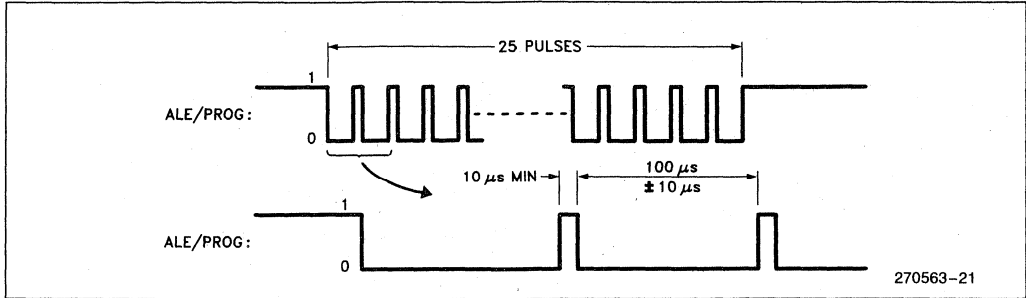 25 PULSES
1
ALE/PROG:
0
10 μs MIN
100 μs
±10 μs
1
ALE/PROG:
0
270563-21